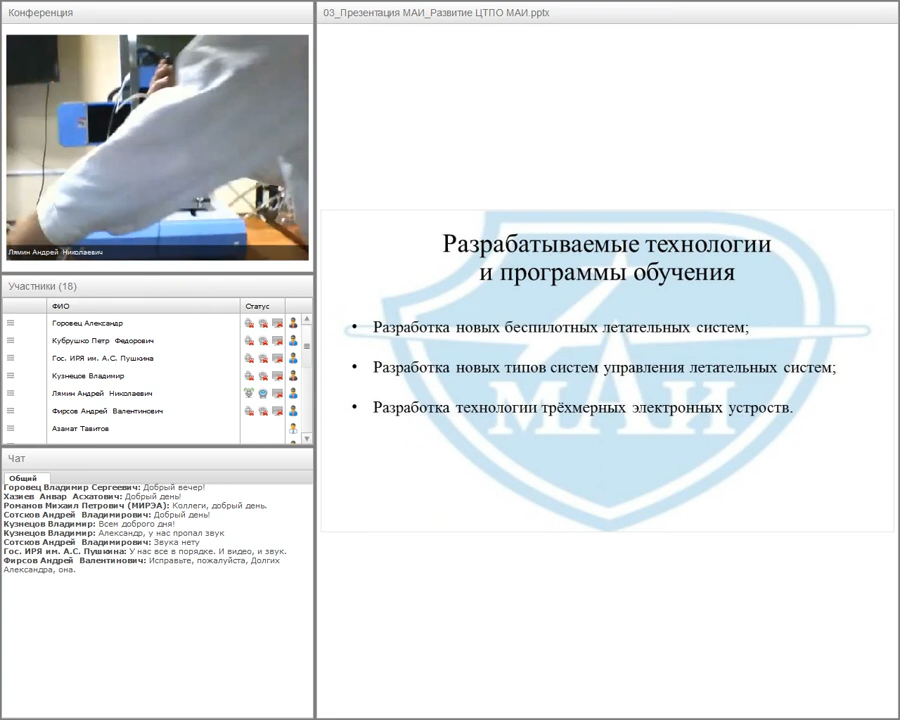 Конференция
Лямин Андрей Николаевич
Участники (18)
ФИО
Статус
Горовец Александр
Кубрушко Петр Федорович
Гос. ИРЯ им. А.С. Пушкина
Кузнецов Владимир
Лямин Андрей Николаевич
Фирсов Андрей Валентинович
Азамат Тавитов
Чат
Общий
Горовец Владимир Сергеевич: Добрый вечер!
Хазиев Анвар Асхатович: Добрый день!
Романов Михаил Петрович (МИРЭА): Коллеги, добрый день.
Сотсков Андрей Владимирович: Добрый день!
Кузнецов Владимир: Всем доброго дня!
Кузнецов Владимир: Александр, у нас пропал звук
Сотсков Андрей Владимирович: Звука нету
Гос. ИРЯ им. А.С. Пушкина: У нас все в порядке. И видео, и звук.
Фирсов Андрей Валентинович: Исправьте, пожалуйста, Долгих
Александра, она.
03_Презентация МАИ_Развитие ЦТПО МАИ.pptx
Разрабатываемые технологии
и программы обучения
• Разработка новых беспилотных летательных систем;
• Разработка новых типов систем управления летательных систем;
• Разработка технологии трёхмерных электронных устроств.
МАИ